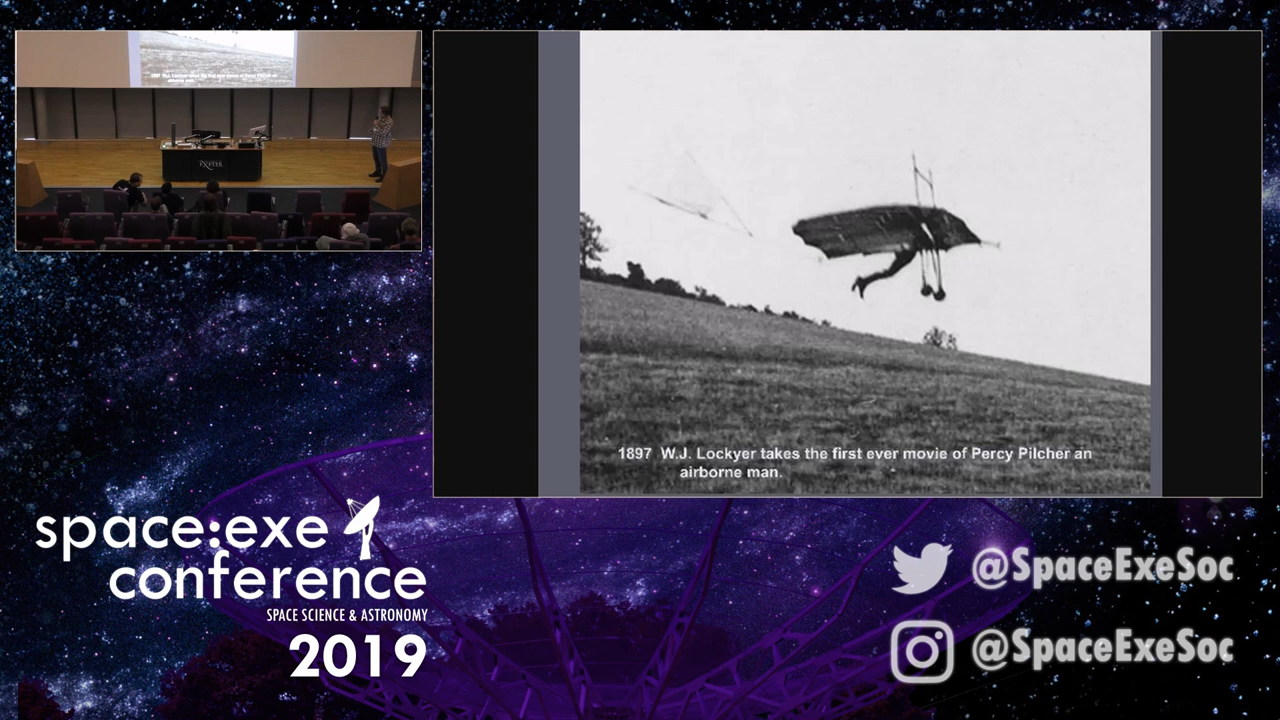 1897 W.J. Lockyer takes the first ever movie of Percy Pilcher an
airborne man.
EXETER
space:exe
conference
SPACE SCIENCE & ASTRONOMY
2019
@SpaceExeSoc
@SpaceExeSoc